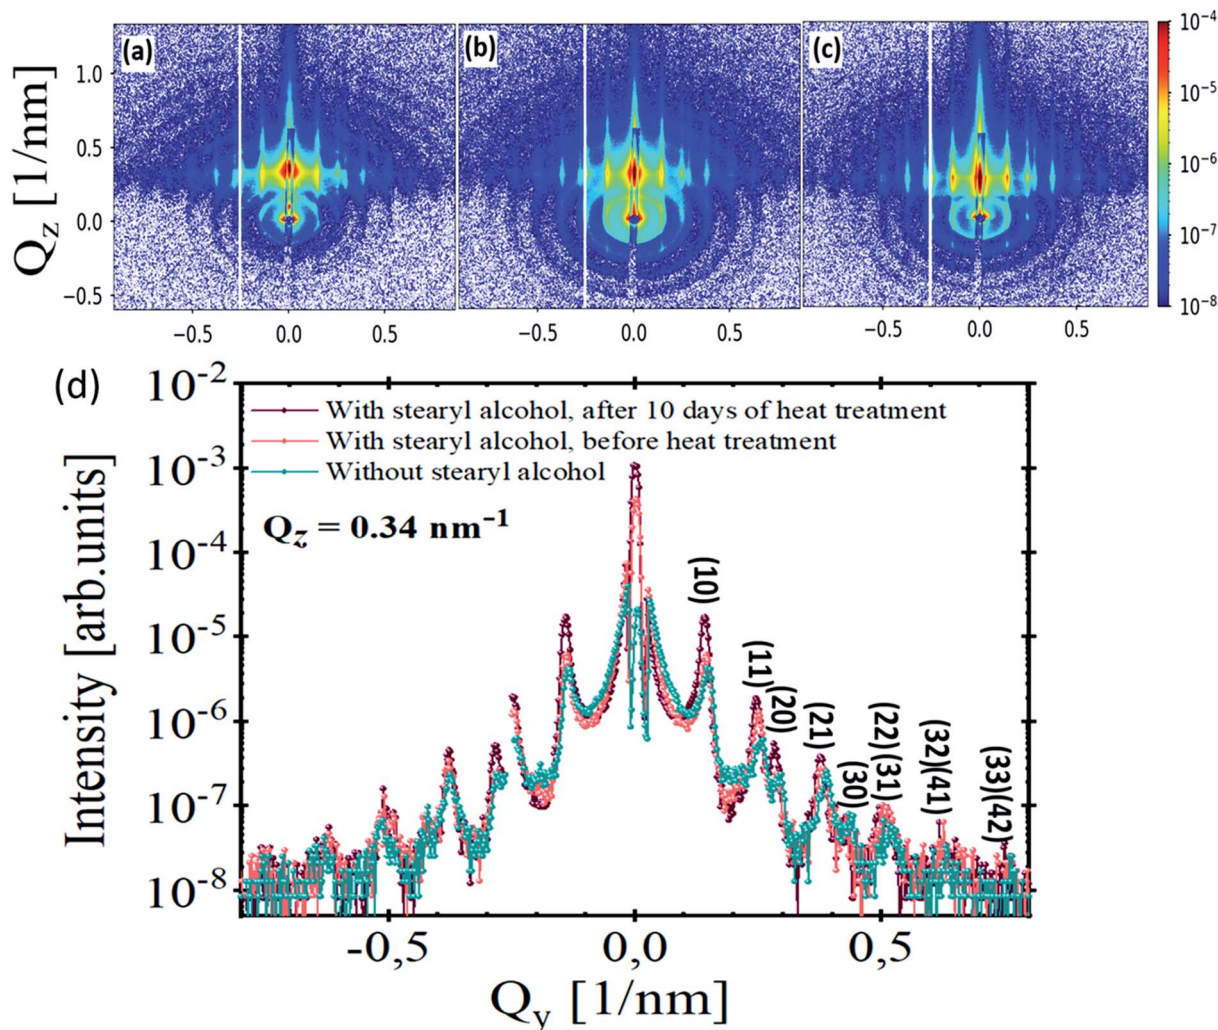 (a)
(b)
(c)
Q_z [1/nm]
1.0
0.5
0.0
−0.5
−0.5 0.0 0.5
−0.5 0.0 0.5
−0.5 0.0 0.5
10⁻⁴
10⁻⁵
10⁻⁶
10⁻⁷
10⁻⁸
(d)
Intensity [arb.units]
10⁻²
10⁻³
10⁻⁴
10⁻⁵
10⁻⁶
10⁻⁷
10⁻⁸
With stearyl alcohol, after 10 days of heat treatment
With stearyl alcohol, before heat treatment
Without stearyl alcohol
Q_z = 0.34 nm⁻¹
(10)
(11)
(20)
(21)
(30)
(22)(31)
(32)(41)
(33)(42)
-0,5 0,0 0,5
Q_y [1/nm]